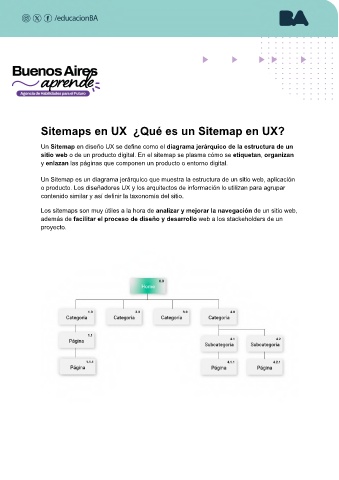 /educacionBA
BA
Buenos Aires
aprende
Agencia de Habilidades para el Futuro
Sitemaps en UX ¿Qué es un Sitemap en UX?
Un Sitemap en diseño UX se define como el diagrama jerárquico de la estructura de un
sitio web o de un producto digital. En el sitemap se plasma cómo se etiquetan, organizan
y enlazan las páginas que componen un producto o entorno digital.
Un Sitemap es un diagrama jerárquico que muestra la estructura de un sitio web, aplicación
o producto. Los diseñadores UX y los arquitectos de información lo utilizan para agrupar
contenido similar y así definir la taxonomía del sitio.
Los sitemaps son muy útiles a la hora de analizar y mejorar la navegación de un sitio web,
además de facilitar el proceso de diseño y desarrollo web a los stakeholders de un
proyecto.
0.0
Home
1.0
Categoría
Categoría
Categoría
4.0
Categoría
1.1
Página
4.1
Subcategoría
4.2
Subcategoría
1.1.1
Página
4.1.1
Página
4.2.1
Página